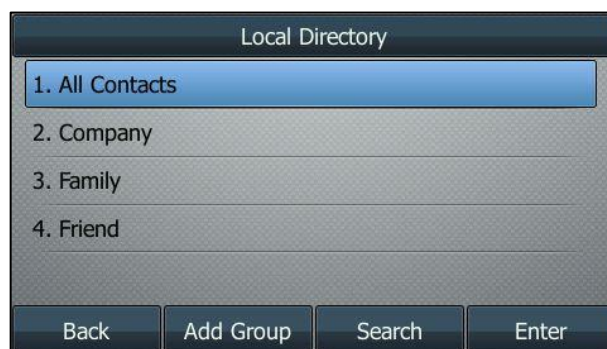 Local Directory
1. All Contacts
2. Company
3. Family
4. Friend
Back Add Group Search Enter